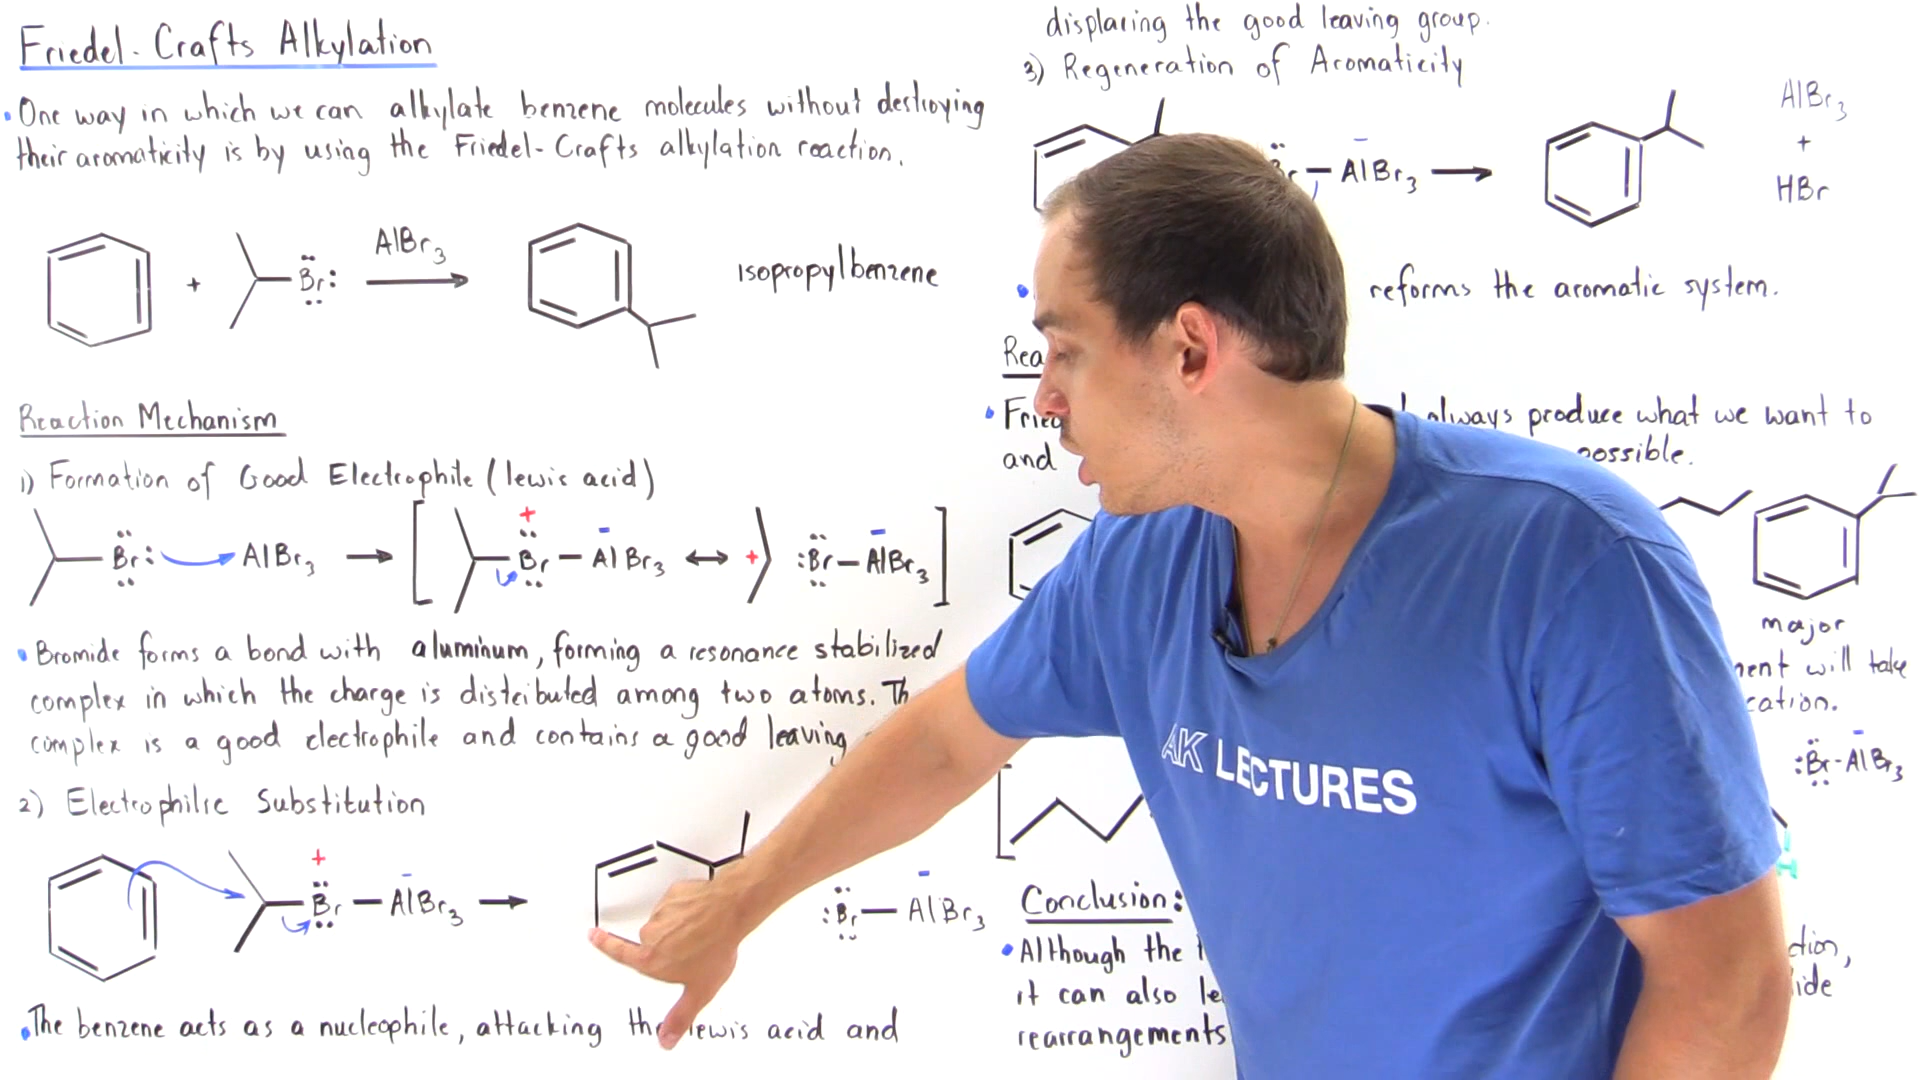 Friedel-Crafts Alkylation
• One way in which we can alkylate benzene molecules without destroying
their aromaticity is by using the Friedel-Crafts alkylation reaction.
+ Br AlBr3 isopropylbenzene
Reaction Mechanism
1) Formation of Good Electrophile (lewis acid)
Br AlBr3 + Br — AlBr3 − + Br — AlBr3 −
• Bromide forms a bond with aluminum, forming a resonance stabilized
complex in which the charge is distributed among two atoms. Th
complex is a good electrophile and contains a good leaving
2) Electrophilic Substitution
+ Br — AlBr3 − Br — AlBr3 −
• The benzene acts as a nucleophile, attacking the lewis acid and
displacing the good leaving group.
3) Regeneration of Aromaticity
Br — AlBr3 − AlBr3
+
HBr
reforms the aromatic system.
Rea
• Fried always produce what we want to
and possible.
major
ment will take
cation.
Br - AlBr3 −
H
Conclusion:
• Although the ction,
it can also le ide
rearrangements
AK LECTURES